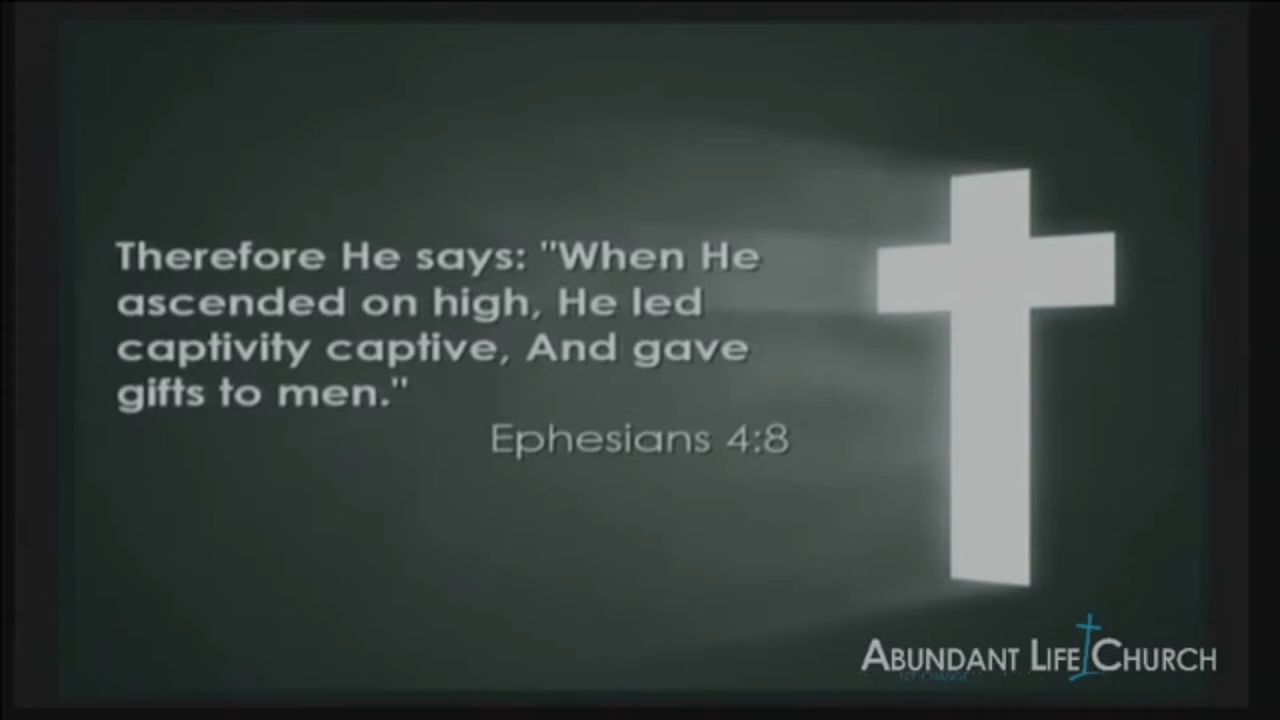 Therefore He says: "When He
ascended on high, He led
captivity captive, And gave
gifts to men."
Ephesians 4:8
ABUNDANT LIFE CHURCH